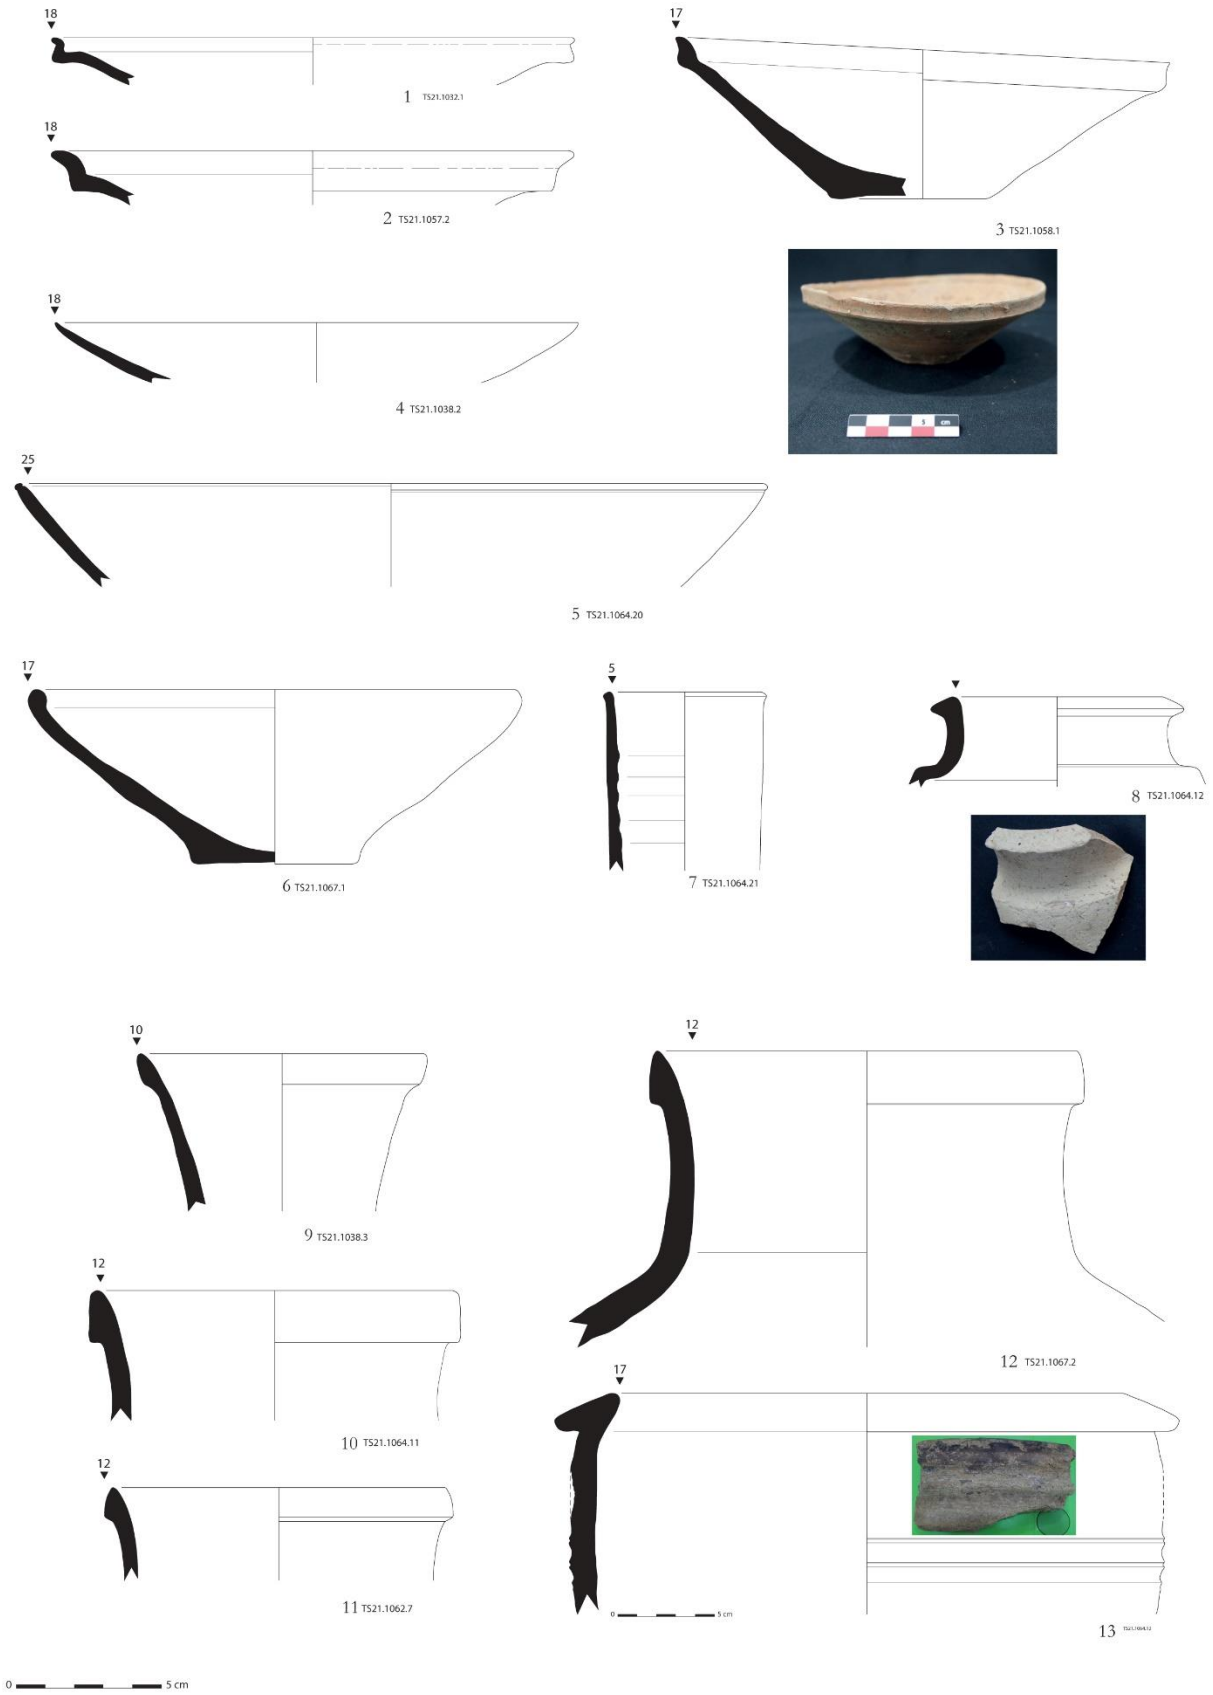 18
17
1 TS21.1032.1
18
2 TS21.1057.2
3 TS21.1058.1
5 cm
18
4 TS21.1038.2
25
5 TS21.1064.20
17
5
6 TS21.1067.1
7 TS21.1064.21
8 TS21.1064.12
10
12
9 TS21.1038.3
12
10 TS21.1064.11
12 TS21.1067.2
17
12
11 TS21.1062.7
0 5 cm
13
0 5 cm